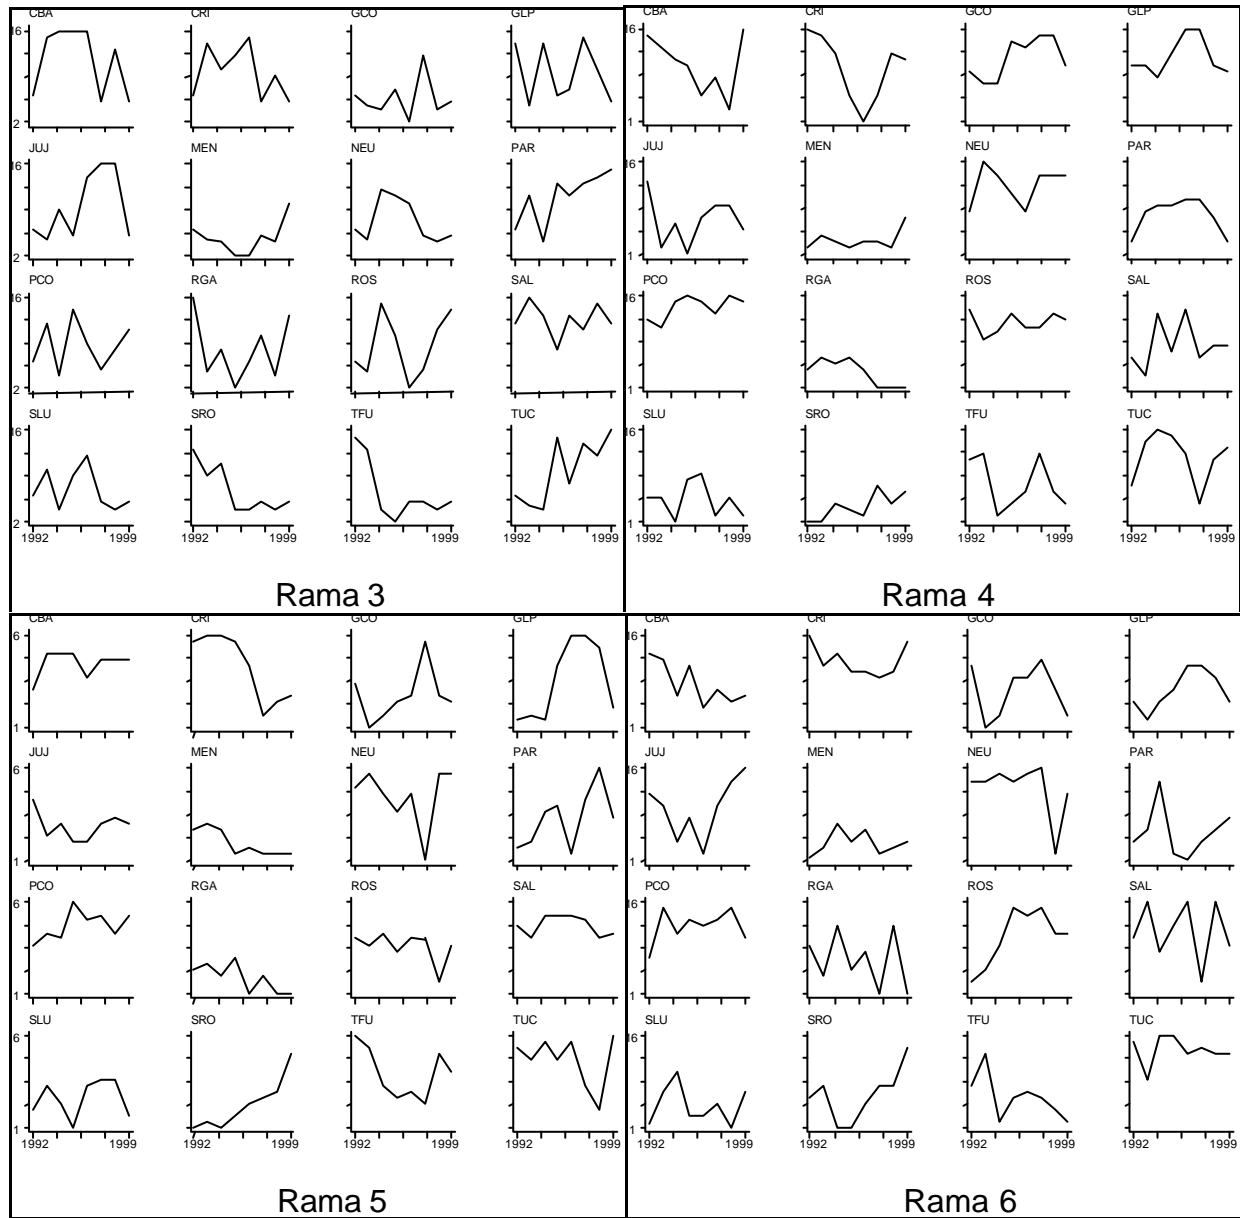 CBA CRI GCO GLP
16
2
JUJ MEN NEU PAR
16
2
PCO RGA ROS SAL
16
2
SLU SRO TFU TUC
16
2
1992 1999 1992 1999 1992 1999 1992 1999
Rama 3
CBA CRI GCO GLP
16
1
JUJ MEN NEU PAR
16
1
PCO RGA ROS SAL
16
1
SLU SRO TFU TUC
16
1
1992 1999 1992 1999 1992 1999 1992 1999
Rama 4
CBA CRI GCO GLP
6
1
JUJ MEN NEU PAR
6
1
PCO RGA ROS SAL
6
1
SLU SRO TFU TUC
6
1
1992 1999 1992 1999 1992 1999 1992 1999
Rama 5
CBA CRI GCO GLP
16
1
JUJ MEN NEU PAR
16
1
PCO RGA ROS SAL
16
1
SLU SRO TFU TUC
16
1
1992 1999 1992 1999 1992 1999 1992 1999
Rama 6